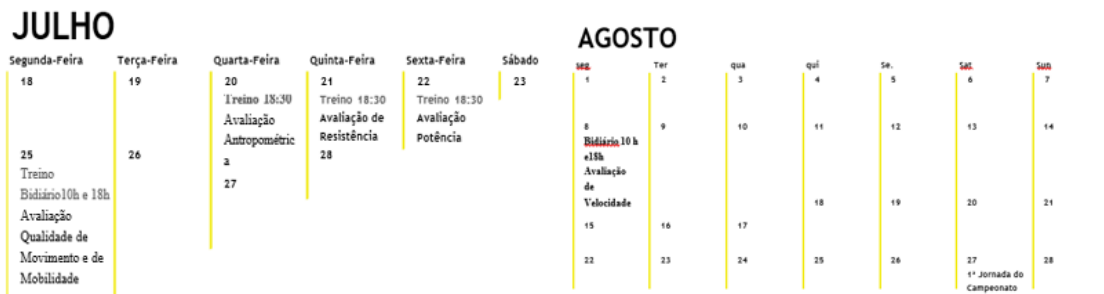 JULHO
Segunda-Feira Terça-Feira Quarta-Feira Quinta-Feira Sexta-Feira Sábado
18 19 20 21 22 23
Treino 18:30 Treino 18:30 Treino 18:30
Avaliação Avaliação de Avaliação
Antropométric Resistência Potência
a
25 26 27 28
Treino
Bidiário10h e 18h
Avaliação
Qualidade de
Movimento e de
Mobilidade
AGOSTO
seg. Ter qua qui Se. Sat Sun
1 2 3 4 5 6 7
8 9 10 11 12 13 14
Bidiário 10 h
e18h
Avaliação
de
Velocidade
15 16 17 18 19 20 21
22 23 24 25 26 27 28
1ª Jornada do
Campeonato